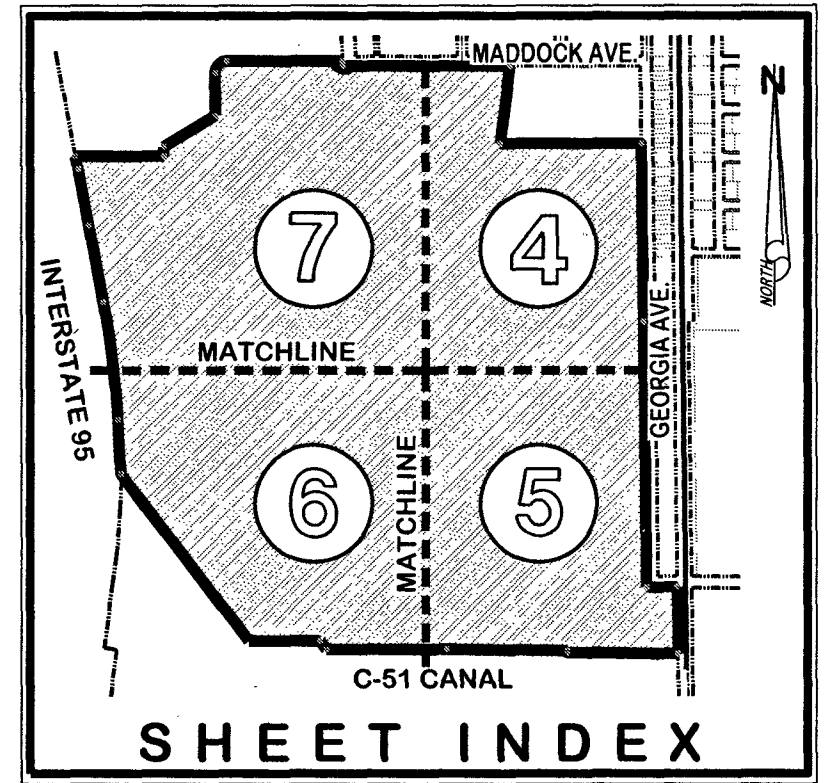 MADDOCK AVE.
N
NORTH
7
4
INTERSTATE 95
MATCHLINE
GEORGIA AVE.
MATCHLINE
6
5
C-51 CANAL
SHEET INDEX